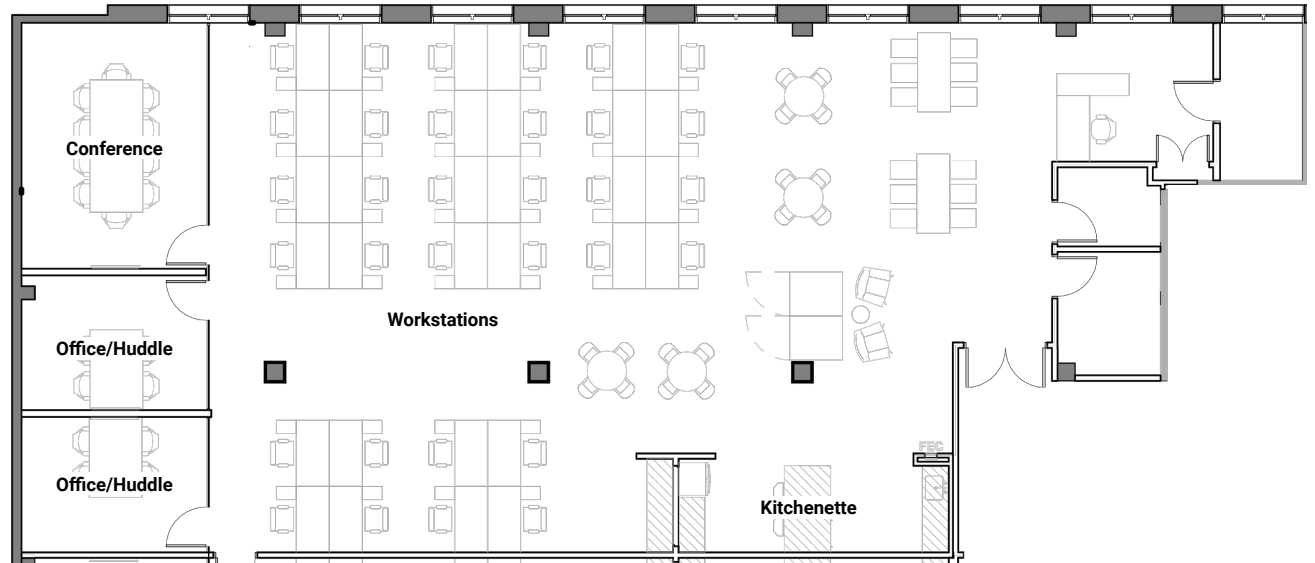 Conference
Workstations
Office/Huddle
FEC
Office/Huddle
Kitchenette